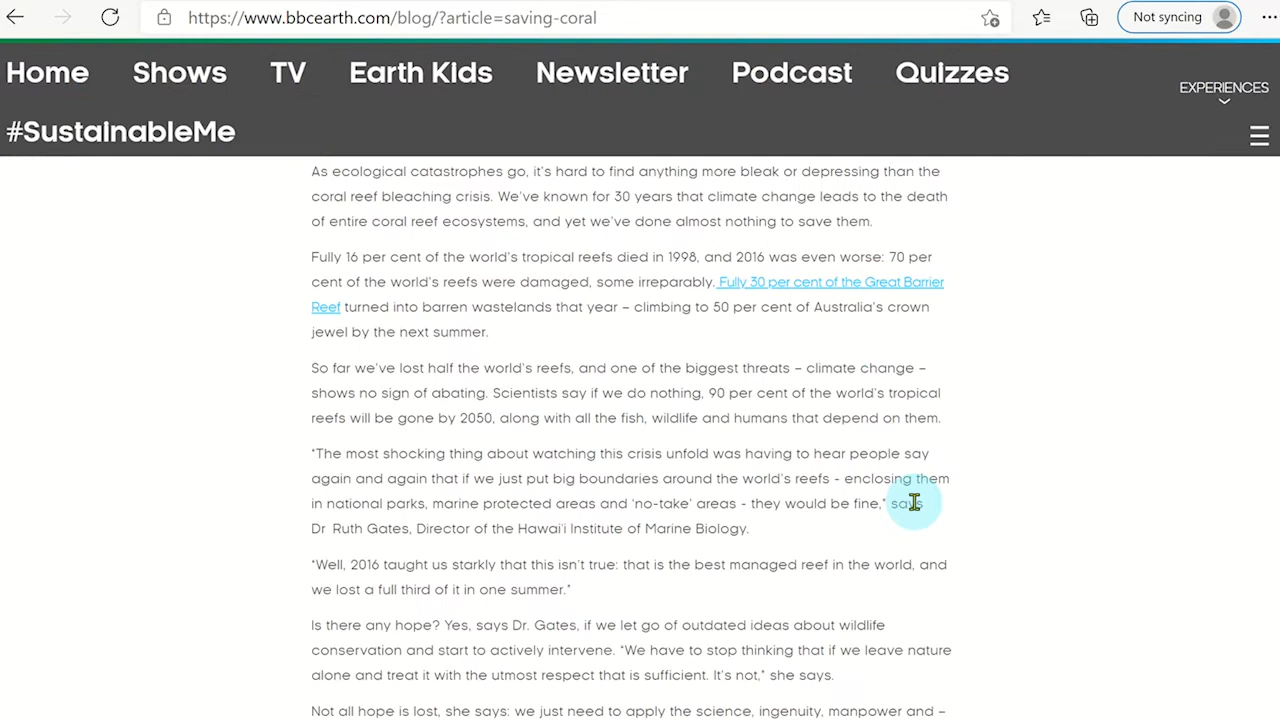 https://www.bbcearth.com/blog/?article=saving-coral
Not syncing
Home Shows TV Earth Kids Newsletter Podcast Quizzes
EXPERIENCES
#SustainableMe
As ecological catastrophes go, it's hard to find anything more bleak or depressing than the
coral reef bleaching crisis. We've known for 30 years that climate change leads to the death
of entire coral reef ecosystems, and yet we've done almost nothing to save them.
Fully 16 per cent of the world's tropical reefs died in 1998, and 2016 was even worse: 70 per
cent of the world's reefs were damaged, some irreparably. Fully 30 per cent of the Great Barrier
Reef turned into barren wastelands that year – climbing to 50 per cent of Australia's crown
jewel by the next summer.
So far we've lost half the world's reefs, and one of the biggest threats – climate change –
shows no sign of abating. Scientists say if we do nothing, 90 per cent of the world's tropical
reefs will be gone by 2050, along with all the fish, wildlife and humans that depend on them.
"The most shocking thing about watching this crisis unfold was having to hear people say
again and again that if we just put big boundaries around the world's reefs - enclosing them
in national parks, marine protected areas and 'no-take' areas - they would be fine," says
Dr Ruth Gates, Director of the Hawai'i Institute of Marine Biology.
"Well, 2016 taught us starkly that this isn't true: that is the best managed reef in the world, and
we lost a full third of it in one summer."
Is there any hope? Yes, says Dr. Gates, if we let go of outdated ideas about wildlife
conservation and start to actively intervene. "We have to stop thinking that if we leave nature
alone and treat it with the utmost respect that is sufficient. It's not," she says.
Not all hope is lost, she says: we just need to apply the science, ingenuity, manpower and –